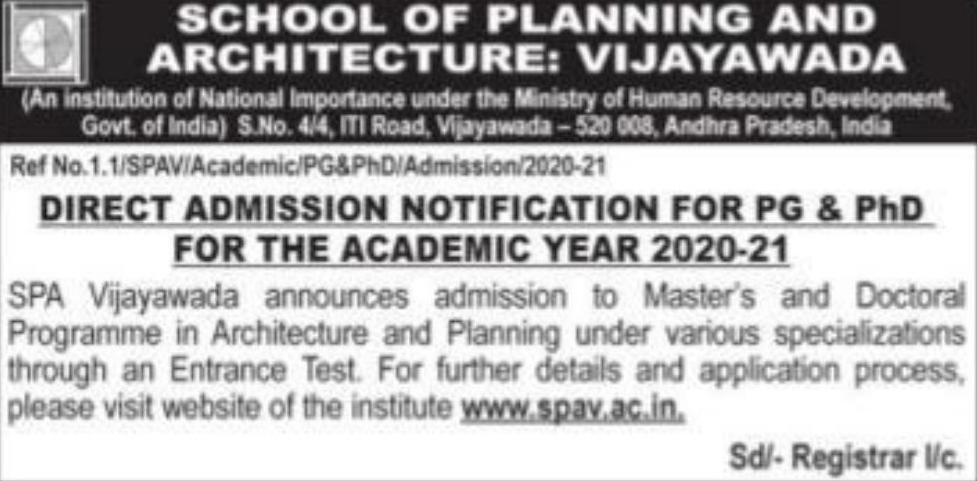 SCHOOL OF PLANNING AND
ARCHITECTURE: VIJAYAWADA
(An institution of National Importance under the Ministry of Human Resource Development,
Govt. of India) S.No. 4/4, ITI Road, Vijayawada – 520 008, Andhra Pradesh, India
Ref No.1.1/SPAV/Academic/PG&PhD/Admission/2020-21
DIRECT ADMISSION NOTIFICATION FOR PG & PhD
FOR THE ACADEMIC YEAR 2020-21
SPA Vijayawada announces admission to Master's and Doctoral
Programme in Architecture and Planning under various specializations
through an Entrance Test. For further details and application process,
please visit website of the institute www.spav.ac.in.
Sd/- Registrar I/c.